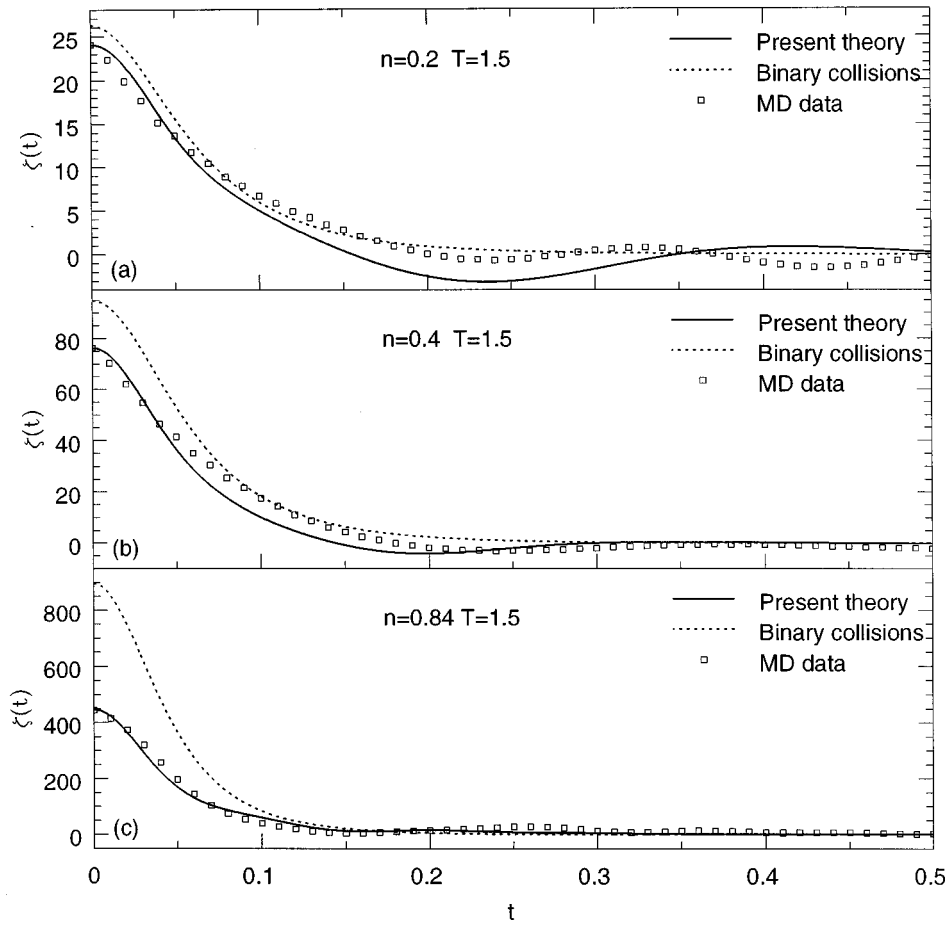 25
20
15
10
5
0
ζ(t)
n=0.2 T=1.5
Present theory
Binary collisions
MD data
(a)
80
60
40
20
0
ζ(t)
n=0.4 T=1.5
Present theory
Binary collisions
MD data
(b)
800
600
400
200
0
ζ(t)
n=0.84 T=1.5
Present theory
Binary collisions
MD data
(c)
0 0.1 0.2 0.3 0.4 0.5
t